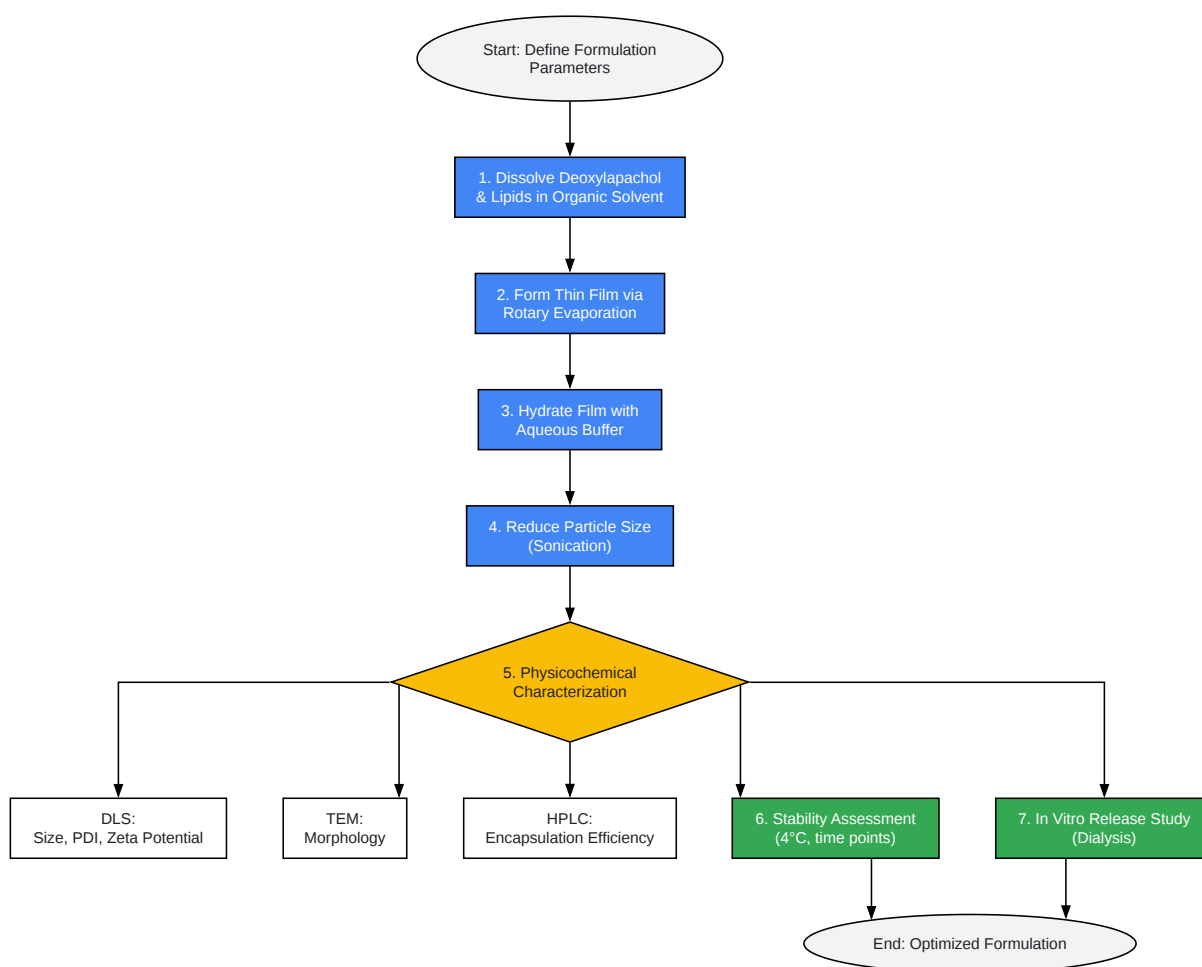 Start: Define Formulation
Parameters
1. Dissolve Deoxylapachol
& Lipids in Organic Solvent
2. Form Thin Film via
Rotary Evaporation
3. Hydrate Film with
Aqueous Buffer
4. Reduce Particle Size
(Sonication)
5. Physicochemical
Characterization
DLS:
Size, PDI, Zeta Potential
TEM:
Morphology
HPLC:
Encapsulation Efficiency
6. Stability Assessment
(4°C, time points)
7. In Vitro Release Study
(Dialysis)
End: Optimized Formulation